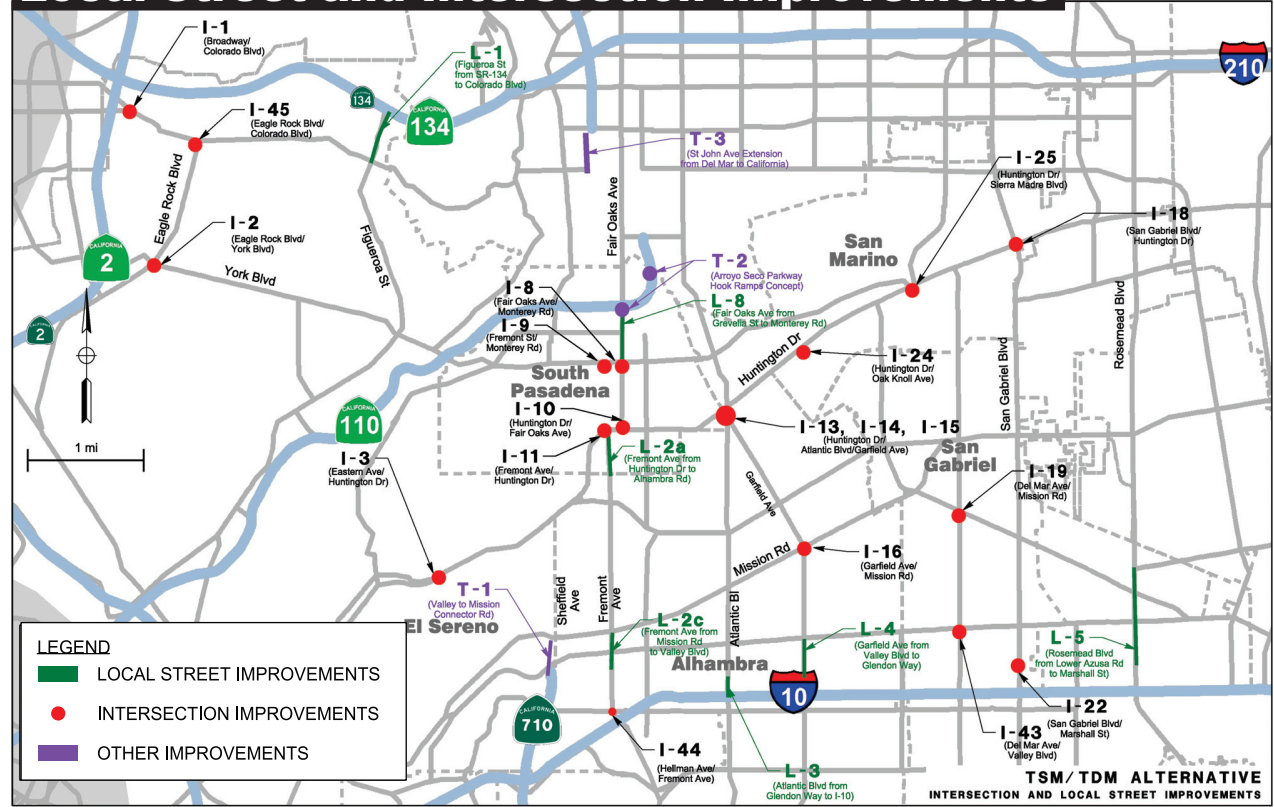 Local Street and Intersection Improvements
I-1
(Broadway/
Colorado Blvd)
L-1
(Figueroa St
from SR-134
to Colorado Blvd)
CALIFORNIA
134
CALIFORNIA
134
210
I-45
(Eagle Rock Blvd/
Colorado Blvd)
T-3
(St John Ave Extension
from Del Mar to California)
I-25
(Huntington Dr/
Sierra Madre Blvd)
Eagle Rock Blvd
Fair Oaks Ave
I-2
(Eagle Rock Blvd/
York Blvd)
I-18
(San Gabriel Blvd/
Huntington Dr)
CALIFORNIA
2
York Blvd
Figueroa St
San
Marino
T-2
(Arroyo Seco Parkway
Hook Ramps Concept)
CALIFORNIA
2
I-8
(Fair Oaks Ave/
Monterey Rd)
L-8
(Fair Oaks Ave from
Grevelia St to Monterey Rd)
I-9
(Fremont St/
Monterey Rd)
Rosemead Blvd
Huntington Dr
I-24
(Huntington Dr/
Oak Knoll Ave)
San Gabriel Blvd
South
Pasadena
CALIFORNIA
110
I-10
(Huntington Dr/
Fair Oaks Ave)
I-13, I-14, I-15
(Huntington Dr/
Atlantic Blvd/Garfield Ave)
San
Gabriel
1 mi
I-3
(Eastern Ave/
Huntington Dr)
I-11
(Fremont Ave/
Huntington Dr)
L-2a
(Fremont Ave from
Huntington Dr to
Alhambra Rd)
Garfield Ave
I-19
(Del Mar Ave/
Mission Rd)
Mission Rd
I-16
(Garfield Ave/
Mission Rd)
T-1
(Valley to Mission
Connector Rd)
Sheffield
Ave
Fremont
Ave
Atlantic Bl
El Sereno
L-2c
(Fremont Ave from
Mission Rd
to Valley Blvd)
L-4
(Garfield Ave from
Valley Blvd to
Glendon Way)
L-5
(Rosemead Blvd
from Lower Azusa Rd
to Marshall St)
Alhambra
10
CALIFORNIA
710
I-22
(San Gabriel Blvd/
Marshall St)
I-43
(Del Mar Ave/
Valley Blvd)
I-44
(Hellman Ave/
Fremont Ave)
L-3
(Atlantic Blvd from
Glendon Way to I-10)
LEGEND
LOCAL STREET IMPROVEMENTS
INTERSECTION IMPROVEMENTS
OTHER IMPROVEMENTS
TSM/TDM ALTERNATIVE
INTERSECTION AND LOCAL STREET IMPROVEMENTS